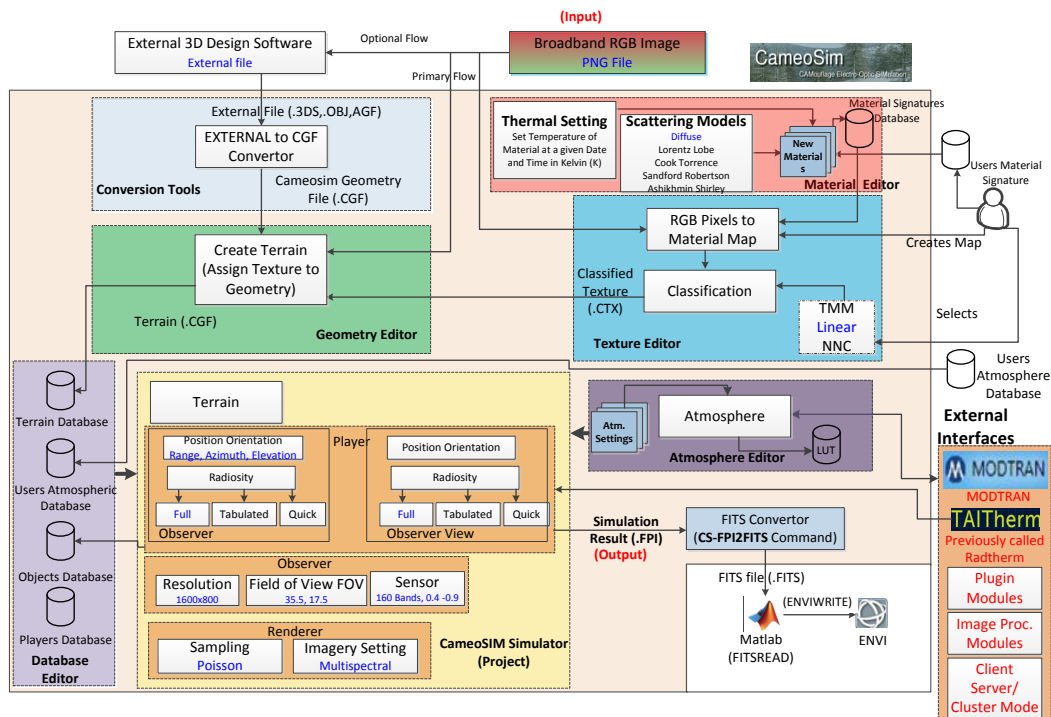 (Input)
External 3D Design Software
External file
Optional Flow
Primary Flow
Broadband RGB Image
PNG File
CameoSim
CAMouflage Electro-Optic SIMulation
External File (.3DS,.OBJ,AGF)
EXTERNAL to CGF
Convertor
Cameosim Geometry
File (.CGF)
Conversion Tools
Thermal Setting
Set Temperature of
Material at a given Date
and Time in Kelvin (K)
Scattering Models
Diffuse
Lorentz Lobe
Cook Torrence
Sandford Robertson
Ashikhmin Shirley
New
Material
s
Material Signatures
Database
Material Editor
Users Material
Signature
Creates Map
Selects
Create Terrain
(Assign Texture to
Geometry)
Terrain (.CGF)
Geometry Editor
RGB Pixels to
Material Map
Classified
Texture
(.CTX)
Classification
TMM
Linear
NNC
Texture Editor
Users
Atmosphere
Database
Terrain Database
Users Atmospheric
Database
Objects Database
Players Database
Database
Editor
Terrain
Player
Position Orientation
Range, Azimuth, Elevation
Radiosity
Full
Tabulated
Quick
Observer
Position Orientation
Radiosity
Full
Tabulated
Quick
Observer View
Observer
Resolution
1600x800
Field of View FOV
35.5, 17.5
Sensor
160 Bands, 0.4 -0.9
Renderer
Sampling
Poisson
Imagery Setting
Multispectral
CameoSIM Simulator
(Project)
Atm.
Settings
Atmosphere
LUT
Atmosphere Editor
Simulation
Result (.FPI)
(Output)
FITS Convertor
(CS-FPI2FITS Command)
FITS file (.FITS)
(ENVIWRITE)
Matlab
(FITSREAD)
ENVI
External
Interfaces
MODTRAN
MODTRAN
TAITherm
Previously called
Radtherm
Plugin
Modules
Image Proc.
Modules
Client
Server/
Cluster Mode